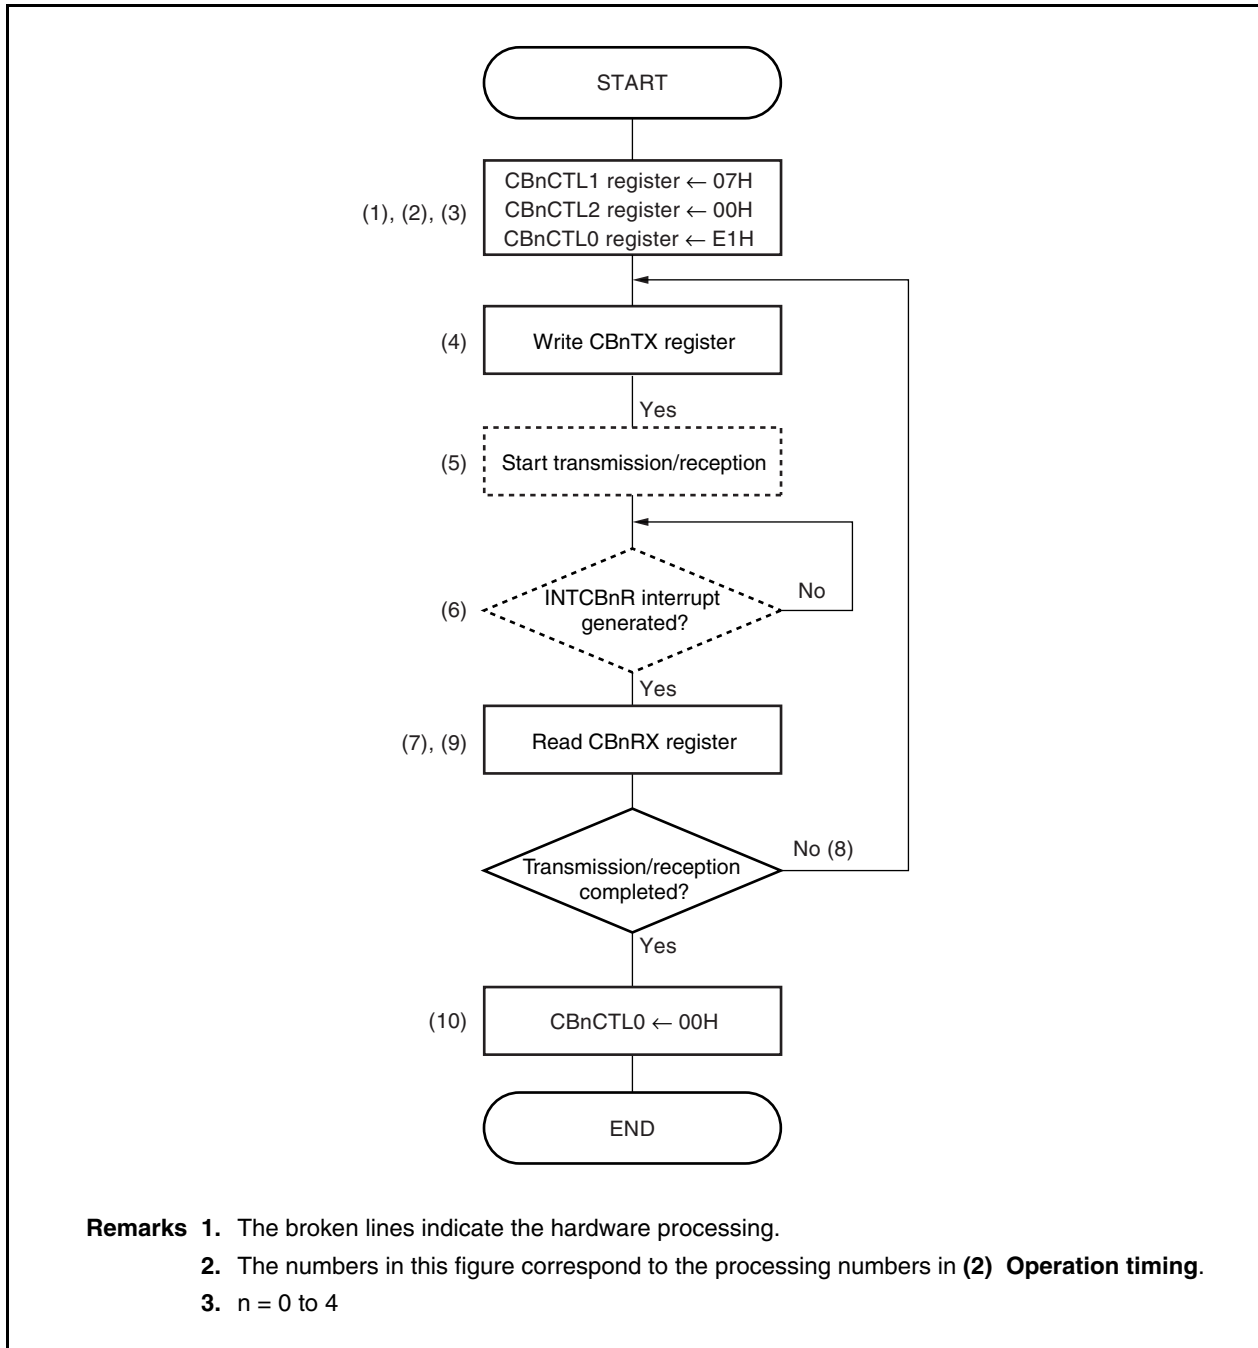 START
CBnCTL1 register ← 07H
(1), (2), (3)
CBnCTL2 register ← 00H
CBnCTL0 register ← E1H
(4)
Write CBnTX register
Yes
(5)
Start transmission/reception
(6)
INTCBnR interrupt
generated?
No
Yes
(7), (9)
Read CBnRX register
Transmission/reception
completed?
No (8)
Yes
(10)
CBnCTL0 ← 00H
END
Remarks 1. The broken lines indicate the hardware processing.
2. The numbers in this figure correspond to the processing numbers in (2) Operation timing.
3. n = 0 to 4